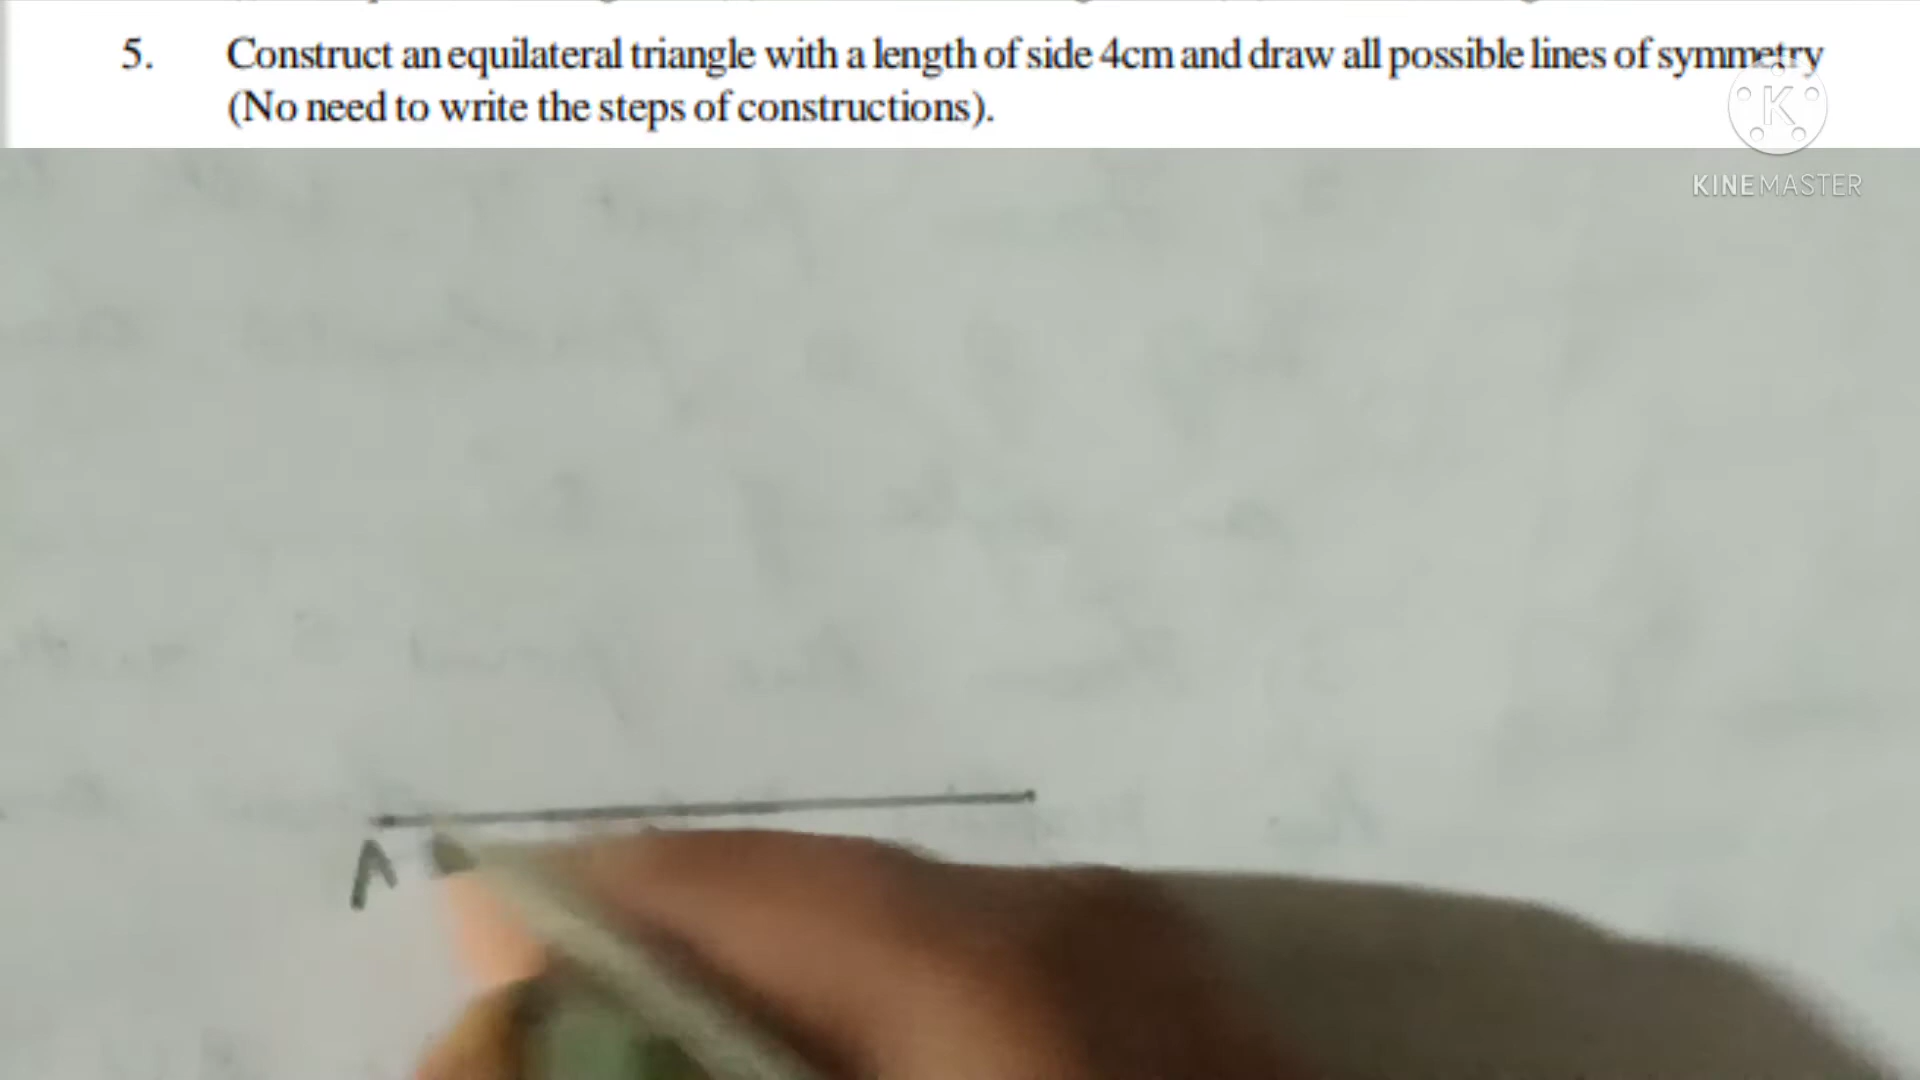 5. Construct an equilateral triangle with a length of side 4cm and draw all possible lines of symmetry
(No need to write the steps of constructions).
K
KINEMASTER
A